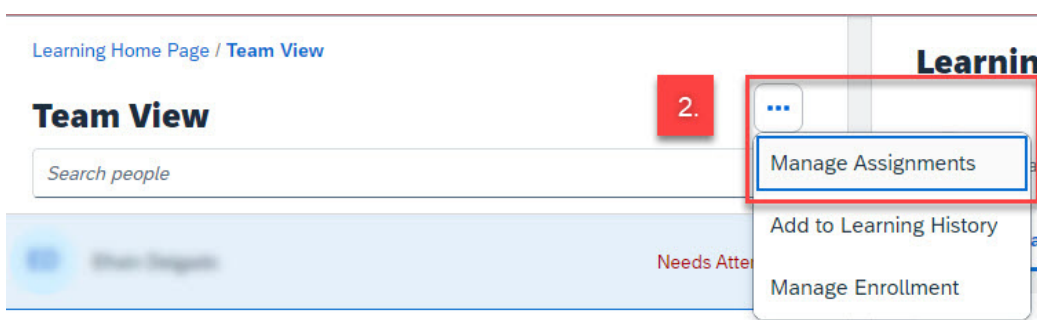 Learning Home Page / Team View
Learnin
Team View
2.
...
Search people
Manage Assignments
Add to Learning History
Needs Atte
Manage Enrollment